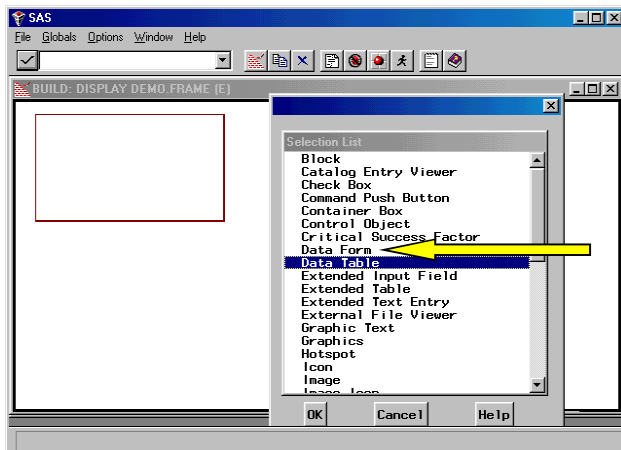 SAS
File Globals Options Window Help
BUILD: DISPLAY DEMO.FRAME (E)
Selection List
Block
Catalog Entry Viewer
Check Box
Command Push Button
Container Box
Control Object
Critical Success Factor
Data Form
Data Table
Extended Input Field
Extended Table
Extended Text Entry
External File Viewer
Graphic Text
Graphics
Hotspot
Icon
Image
Image Icon
OK Cancel Help